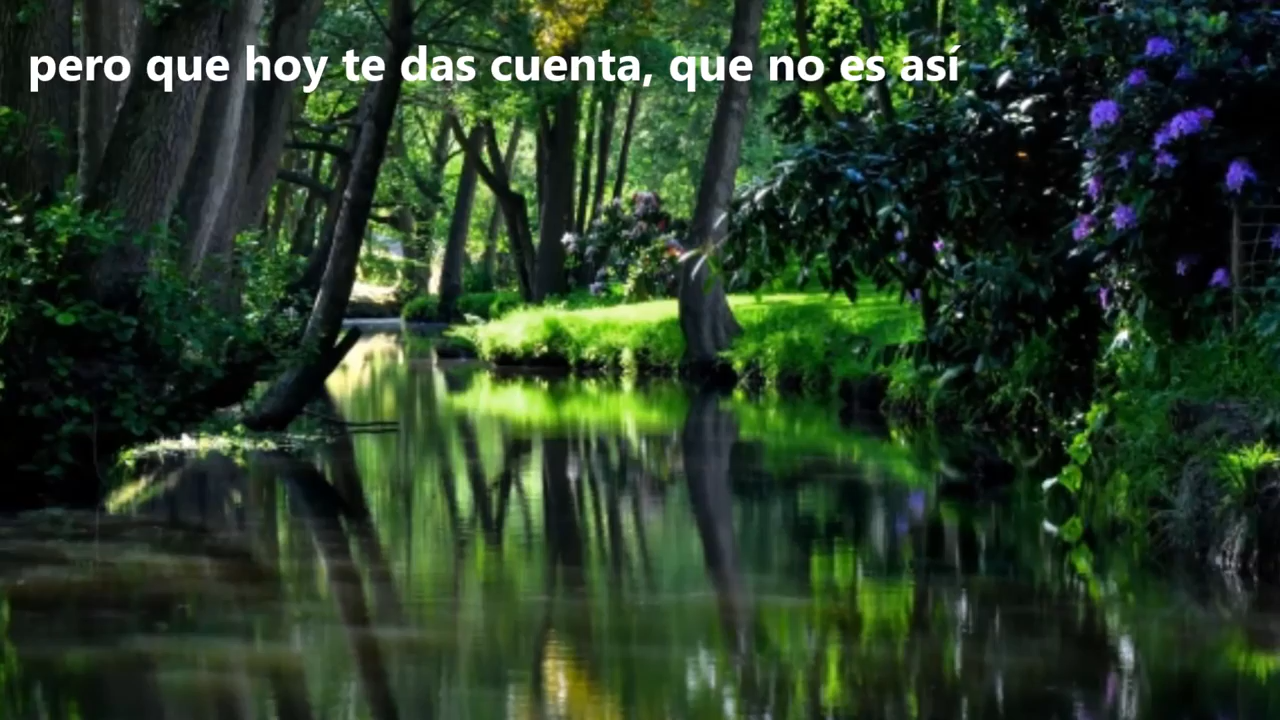 pero que hoy te das cuenta, que no es así